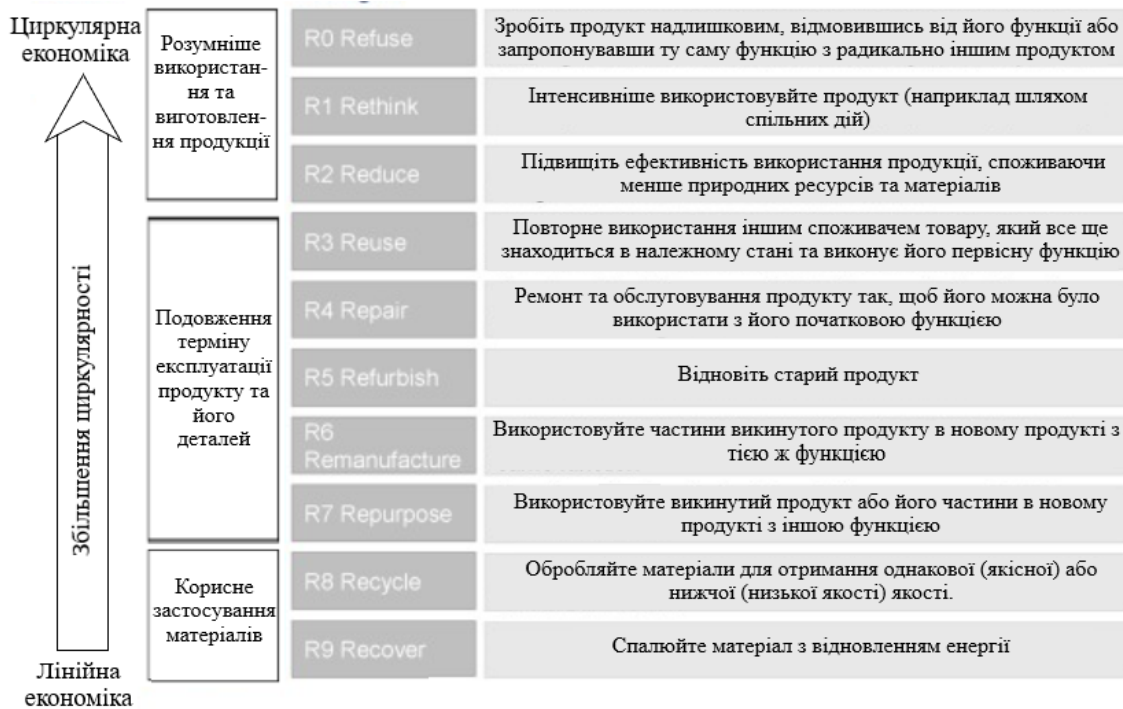 Циркулярна
економіка
Збільшення циркулярності
Лінійна
економіка
Розумніше
використан-
ня та
виготовлен-
ня продукції
R0 Refuse
Зробіть продукт надлишковим, відмовившись від його функції або
запропонувавши ту саму функцію з радикально іншим продуктом
R1 Rethink
Інтенсивніше використовувйте продукт (наприклад шляхом
спільних дій)
R2 Reduce
Підвищіть ефективність використання продукції, споживаючи
менше природних ресурсів та матеріалів
Подовження
терміну
експлуатації
продукту та
його
деталей
R3 Reuse
Повторне використання іншим споживачем товару, який все ще
знаходиться в належному стані та виконує його первісну функцію
R4 Repair
Ремонт та обслуговування продукту так, щоб його можна було
використати з його початковою функцією
R5 Refurbish
Відновіть старий продукт
R6
Remanufacture
Використовуйте частини викинутого продукту в новому продукті з
тією ж функцією
R7 Repurpose
Використовуйте викинутий продукт або його частини в новому
продукті з іншою функцією
Корисне
застосування
матеріалів
R8 Recycle
Обробляйте матеріали для отримання однакової (якісної) або
нижчої (низької якості) якості.
R9 Recover
Спалюйте матеріал з відновленням енергії